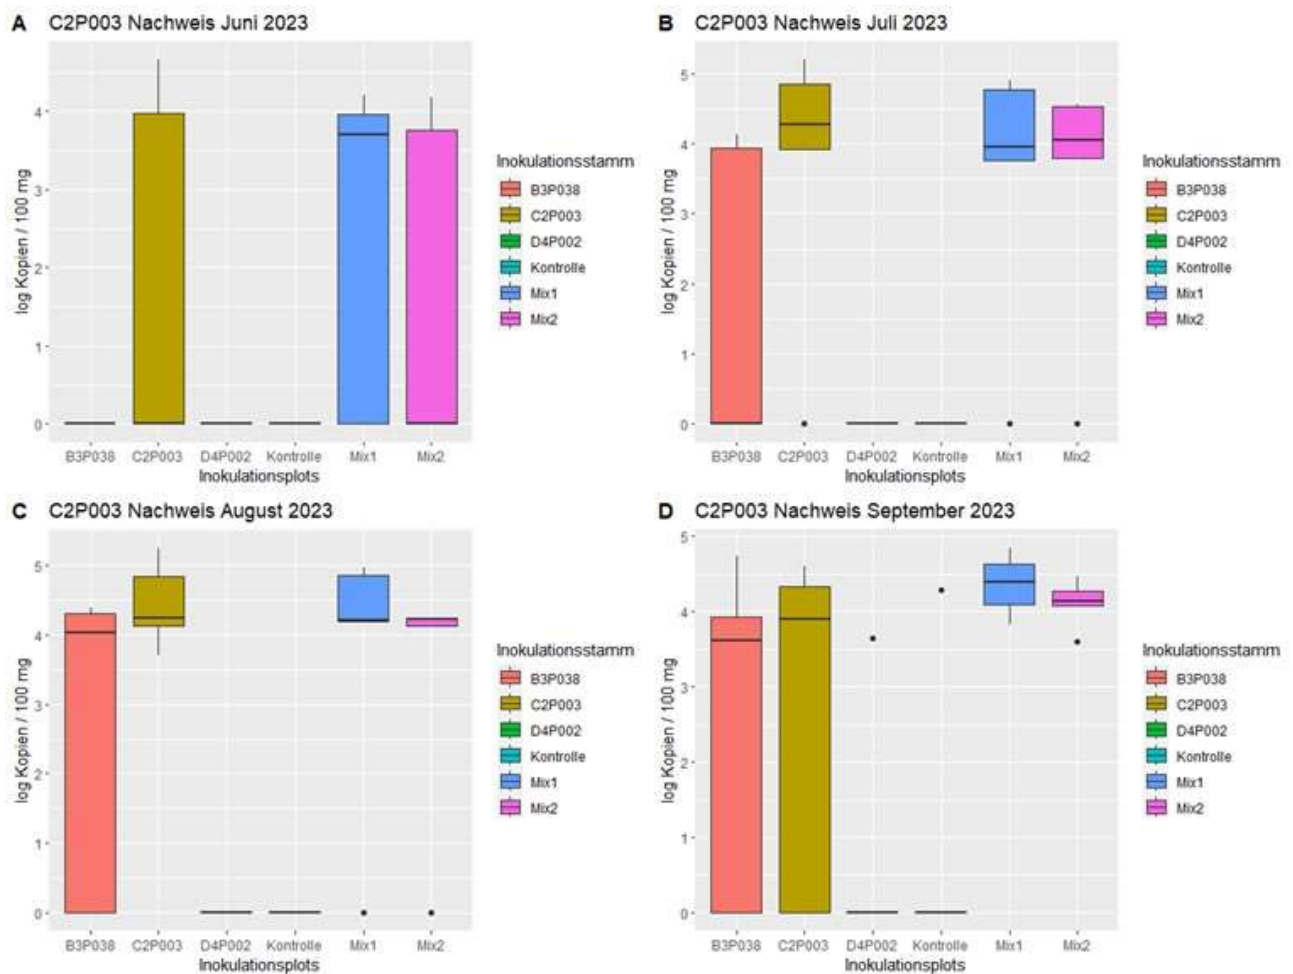 A C2P003 Nachweis Juni 2023
log Kopien / 100 mg
4
3
2
1
0
B3P038 C2P003 D4P002 Kontrolle Mix1 Mix2
Inokulationsplots
Inokulationsstamm
B3P038
C2P003
D4P002
Kontrolle
Mix1
Mix2
B C2P003 Nachweis Juli 2023
log Kopien / 100 mg
5
4
3
2
1
0
B3P038 C2P003 D4P002 Kontrolle Mix1 Mix2
Inokulationsplots
Inokulationsstamm
B3P038
C2P003
D4P002
Kontrolle
Mix1
Mix2
C C2P003 Nachweis August 2023
log Kopien / 100 mg
5
4
3
2
1
0
B3P038 C2P003 D4P002 Kontrolle Mix1 Mix2
Inokulationsplots
Inokulationsstamm
B3P038
C2P003
D4P002
Kontrolle
Mix1
Mix2
D C2P003 Nachweis September 2023
log Kopien / 100 mg
5
4
3
2
1
0
B3P038 C2P003 D4P002 Kontrolle Mix1 Mix2
Inokulationsplots
Inokulationsstamm
B3P038
C2P003
D4P002
Kontrolle
Mix1
Mix2